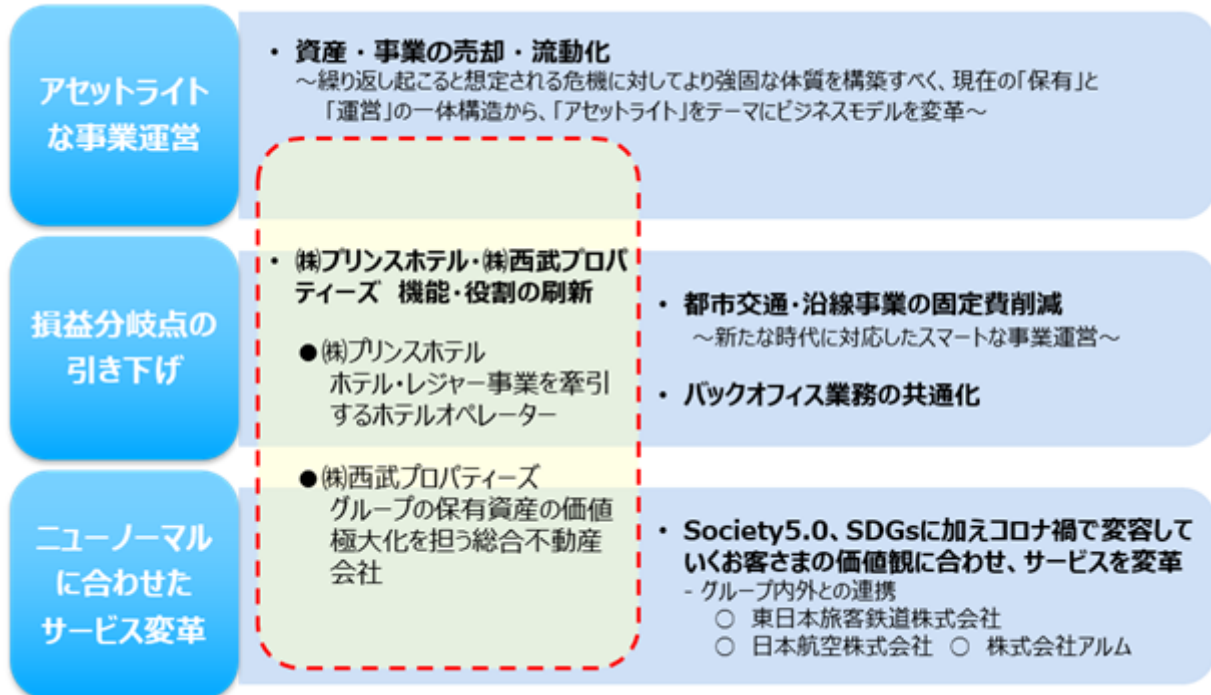 アセットライト
な事業運営
・ 資産・事業の売却・流動化
～繰り返し起こると想定される危機に対してより強固な体質を構築すべく、現在の「保有」と
「運営」の一体構造から、「アセットライト」をテーマにビジネスモデルを変革～
損益分岐点の
引き下げ
・ ㈱プリンスホテル・㈱西武プロパ
ティーズ 機能・役割の刷新
●㈱プリンスホテル
ホテル・レジャー事業を牽引
するホテルオペレーター
●㈱西武プロパティーズ
グループの保有資産の価値
極大化を担う総合不動産
会社
・ 都市交通・沿線事業の固定費削減
～新たな時代に対応したスマートな事業運営～
・ バックオフィス業務の共通化
ニューノーマル
に合わせた
サービス変革
・ Society5.0、SDGsに加えコロナ禍で変容して
いくお客さまの価値観に合わせ、サービスを変革
- グループ内外との連携
○ 東日本旅客鉄道株式会社
○ 日本航空株式会社 ○ 株式会社アルム